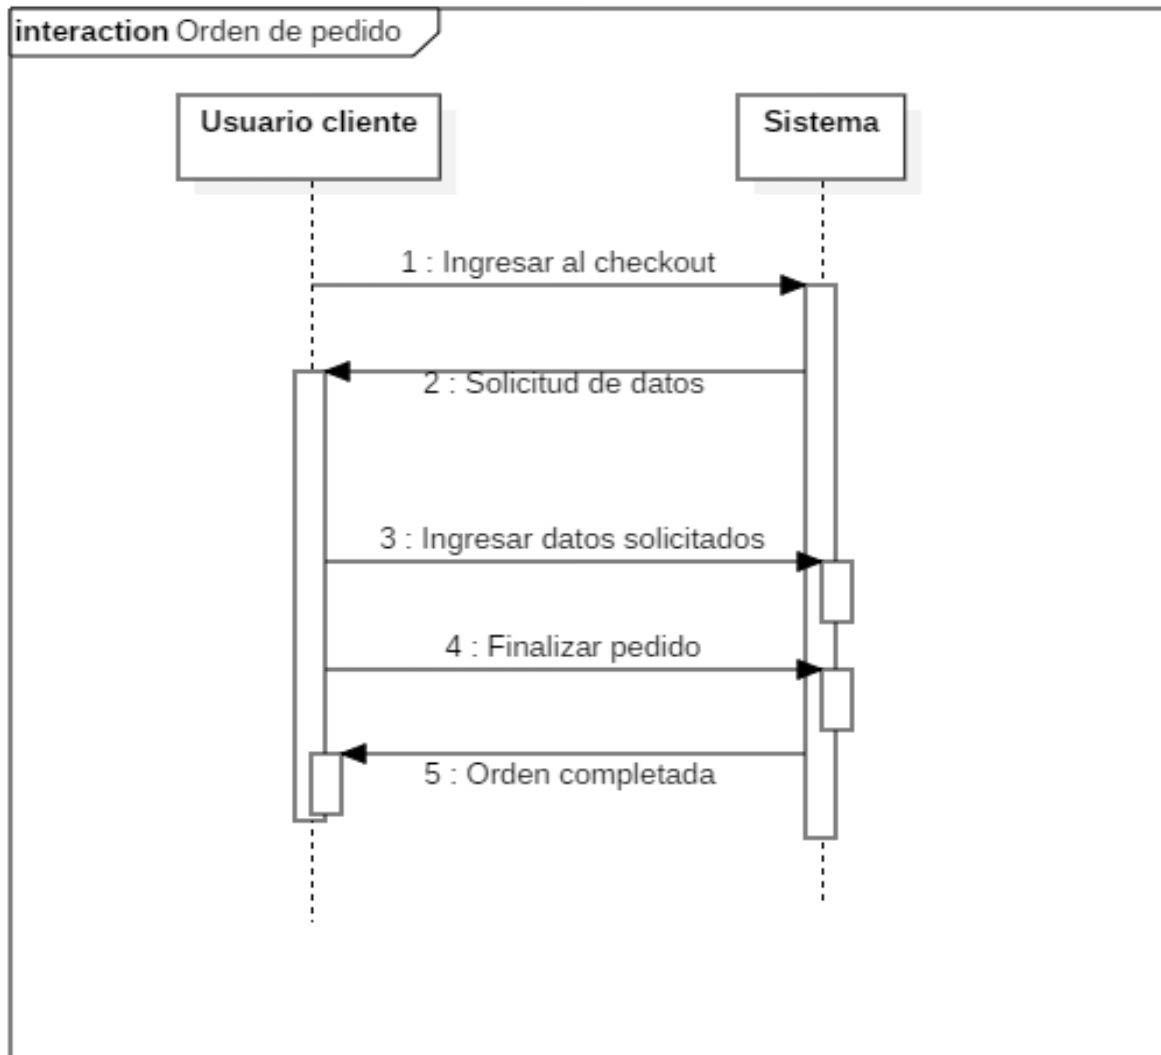 interaction Orden de pedido
Usuario cliente
Sistema
1 : Ingresar al checkout
2 : Solicitud de datos
3 : Ingresar datos solicitados
4 : Finalizar pedido
5 : Orden completada